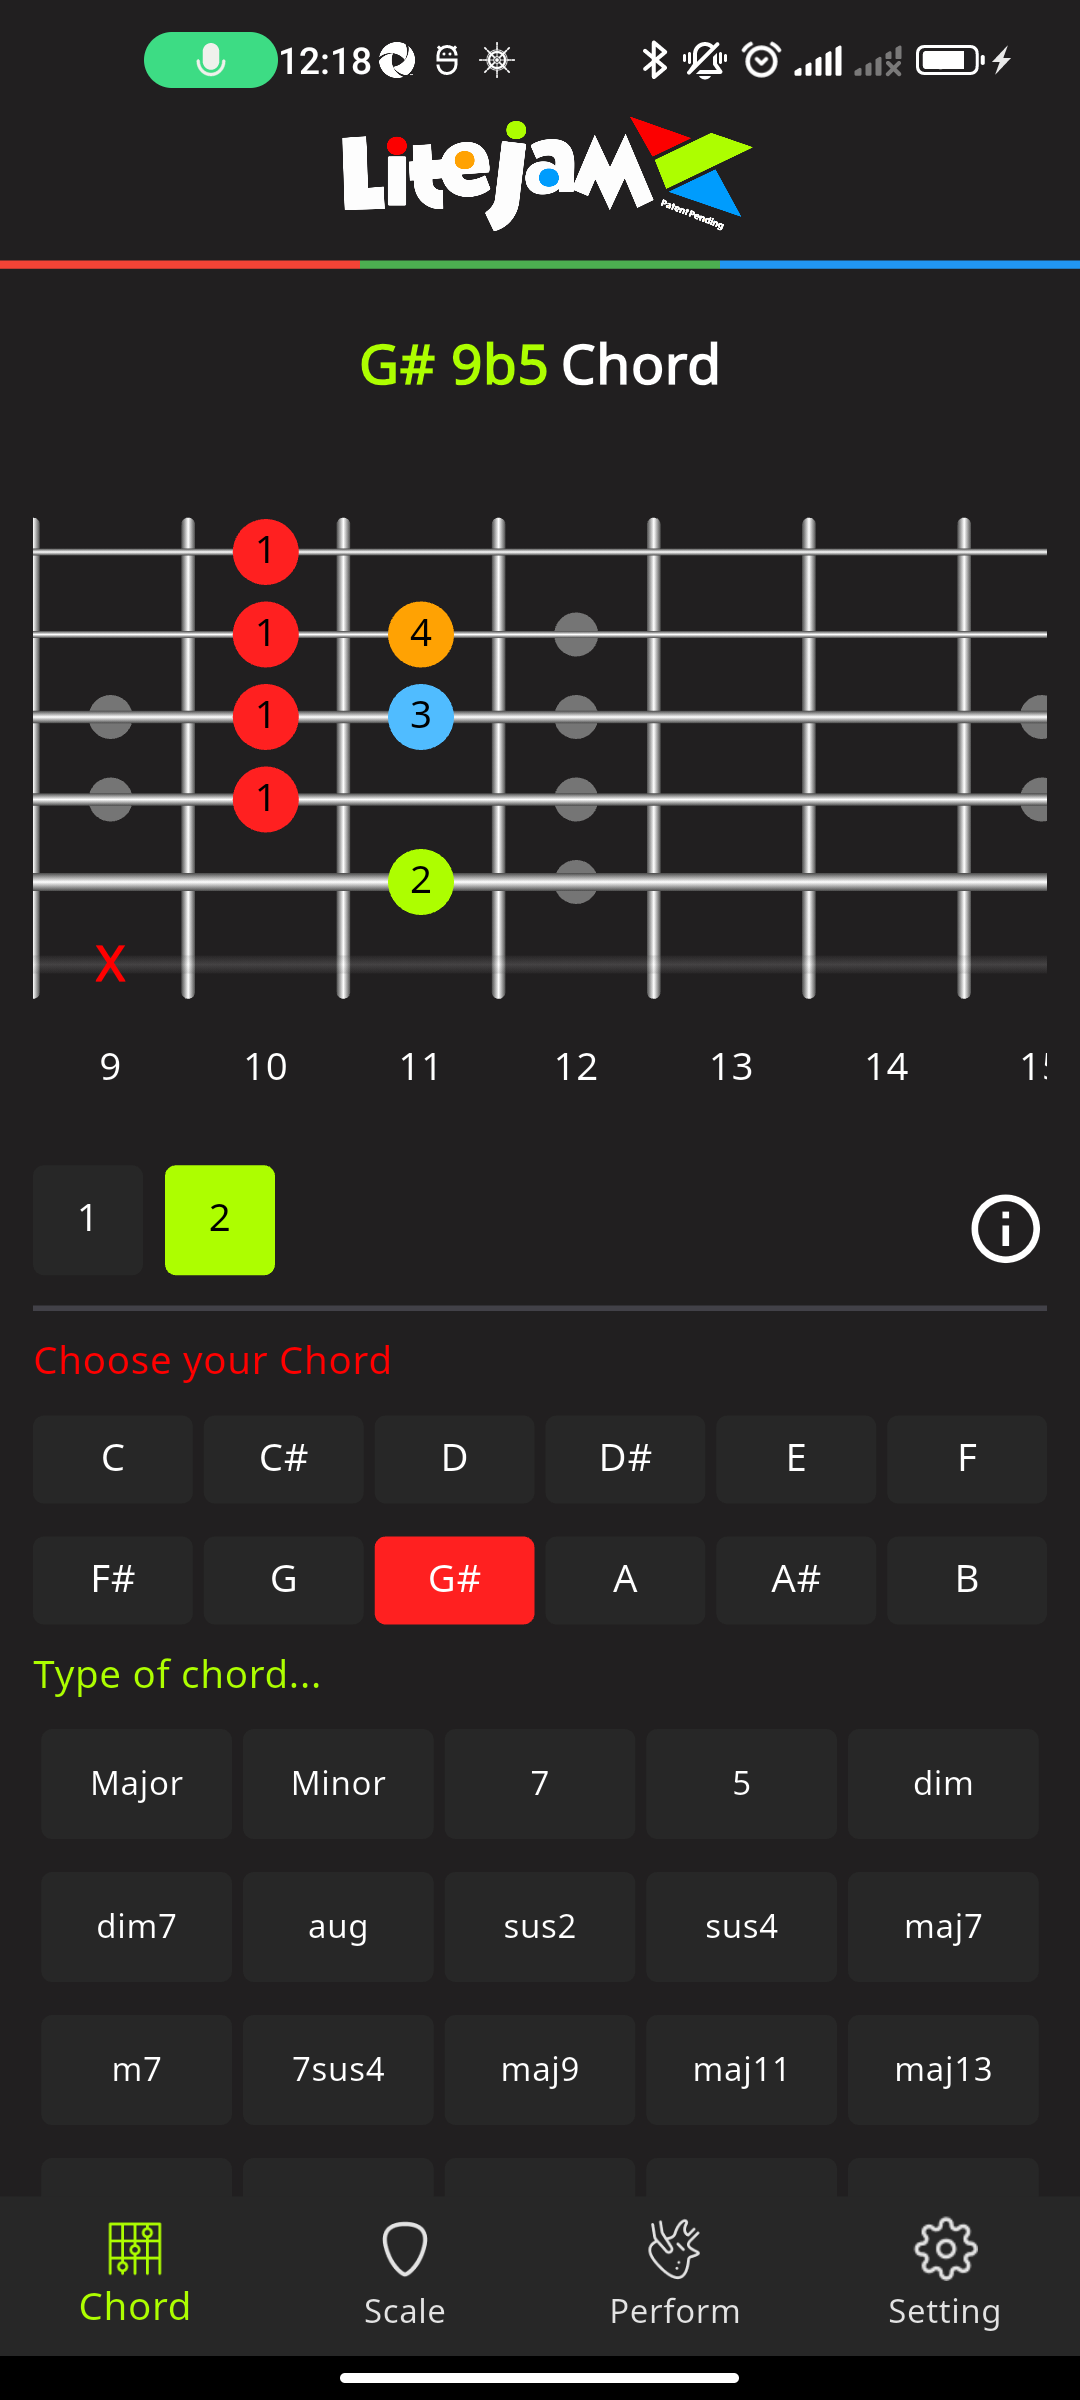 12:18
LiteJam
Patent Pending
G# 9b5 Chord
1
1 4
1 3
1
2
X
9 10 11 12 13 14
1 2
Choose your Chord
C C# D D# E F
F# G G# A A# B
Type of chord...
Major Minor 7 5 dim
dim7 aug sus2 sus4 maj7
m7 7sus4 maj9 maj11 maj13
Chord Scale Perform Setting